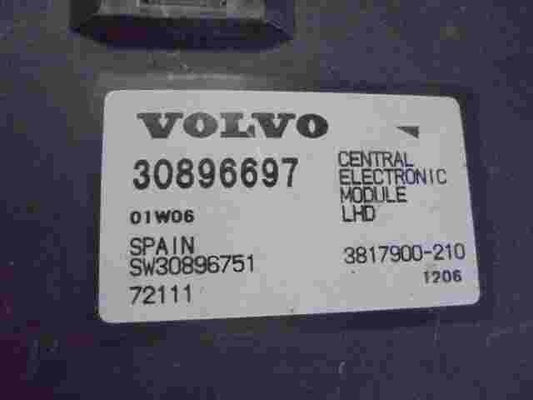 VOLVO
30896697
CENTRAL
ELECTRONIC
MODULE
LHD
01W06
SPAIN
SW30896751
3817900-210
72111
1206